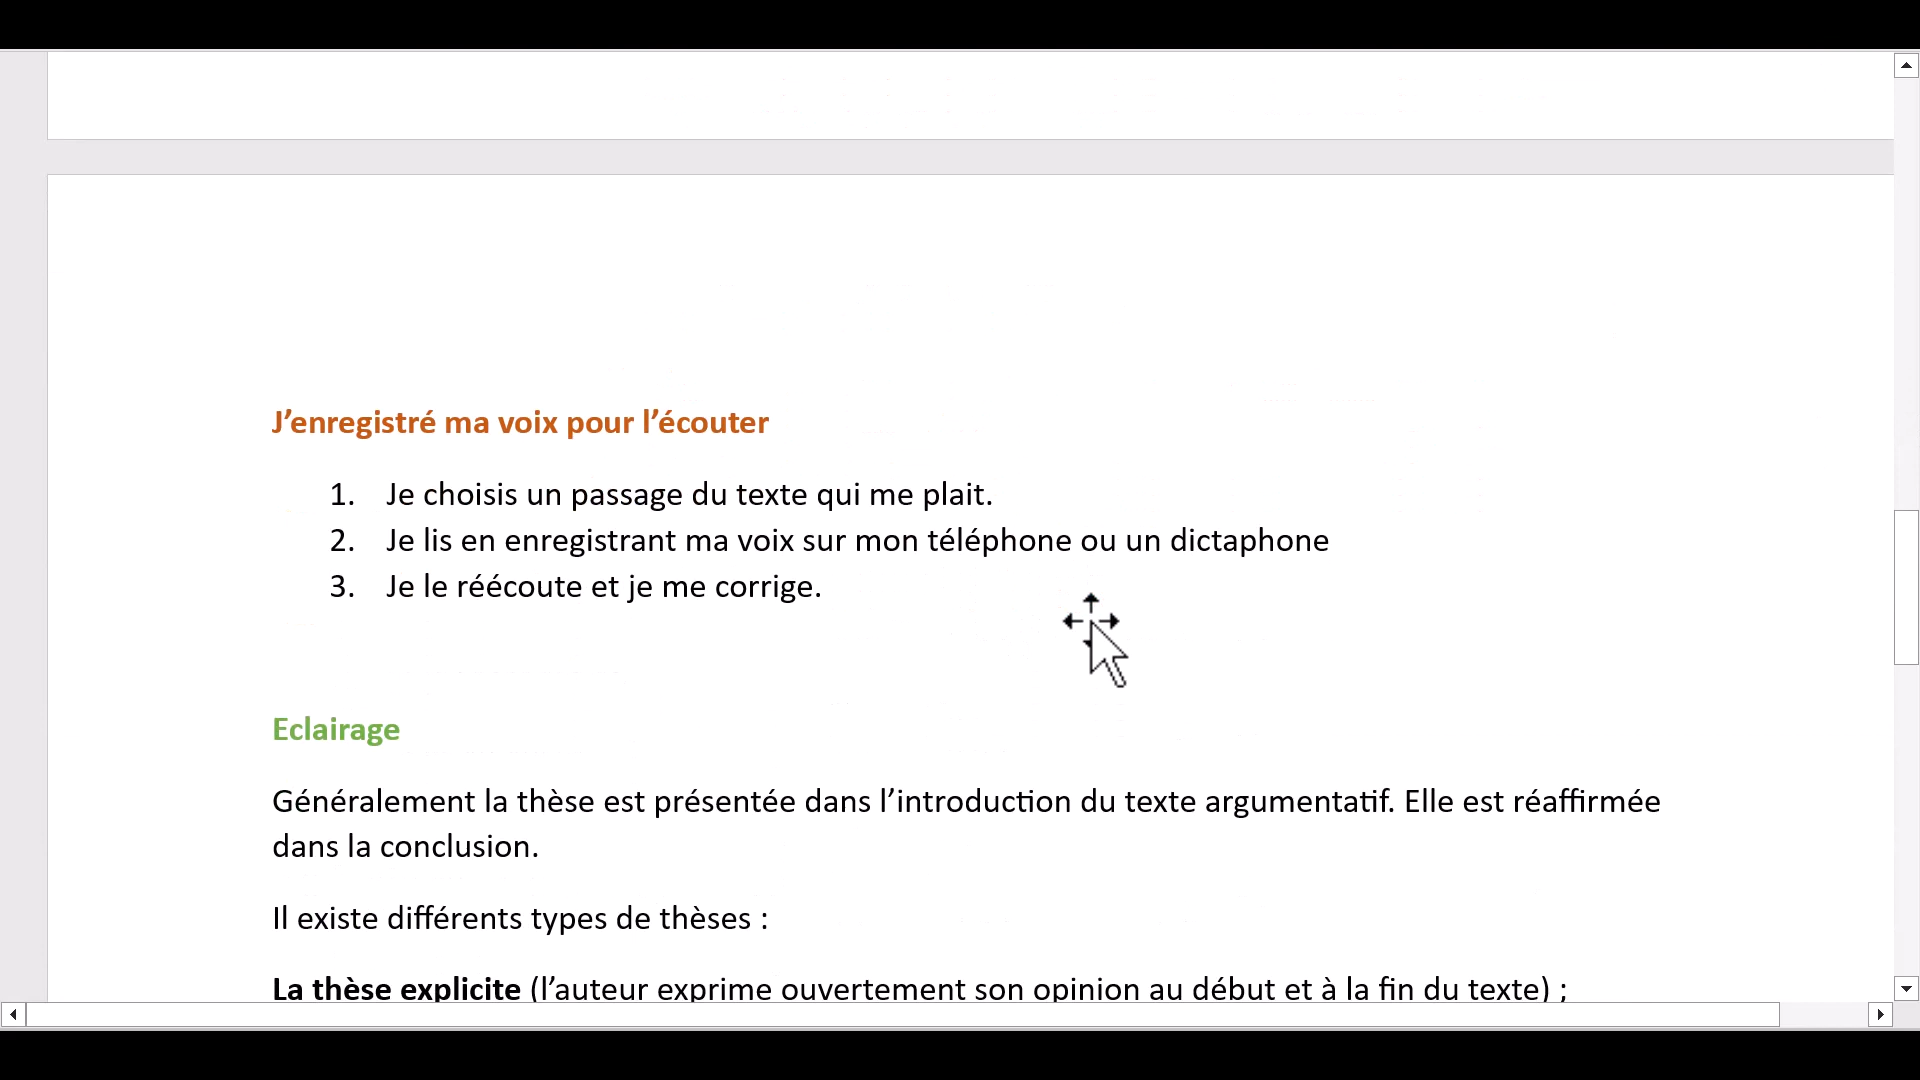 J’enregistré ma voix pour l’écouter
1. Je choisis un passage du texte qui me plait.
2. Je lis en enregistrant ma voix sur mon téléphone ou un dictaphone
3. Je le réécoute et je me corrige.
Eclairage
Généralement la thèse est présentée dans l’introduction du texte argumentatif. Elle est réaffirmée
dans la conclusion.
Il existe différents types de thèses :
La thèse explicite (l’auteur exprime ouvertement son opinion au début et à la fin du texte) ;